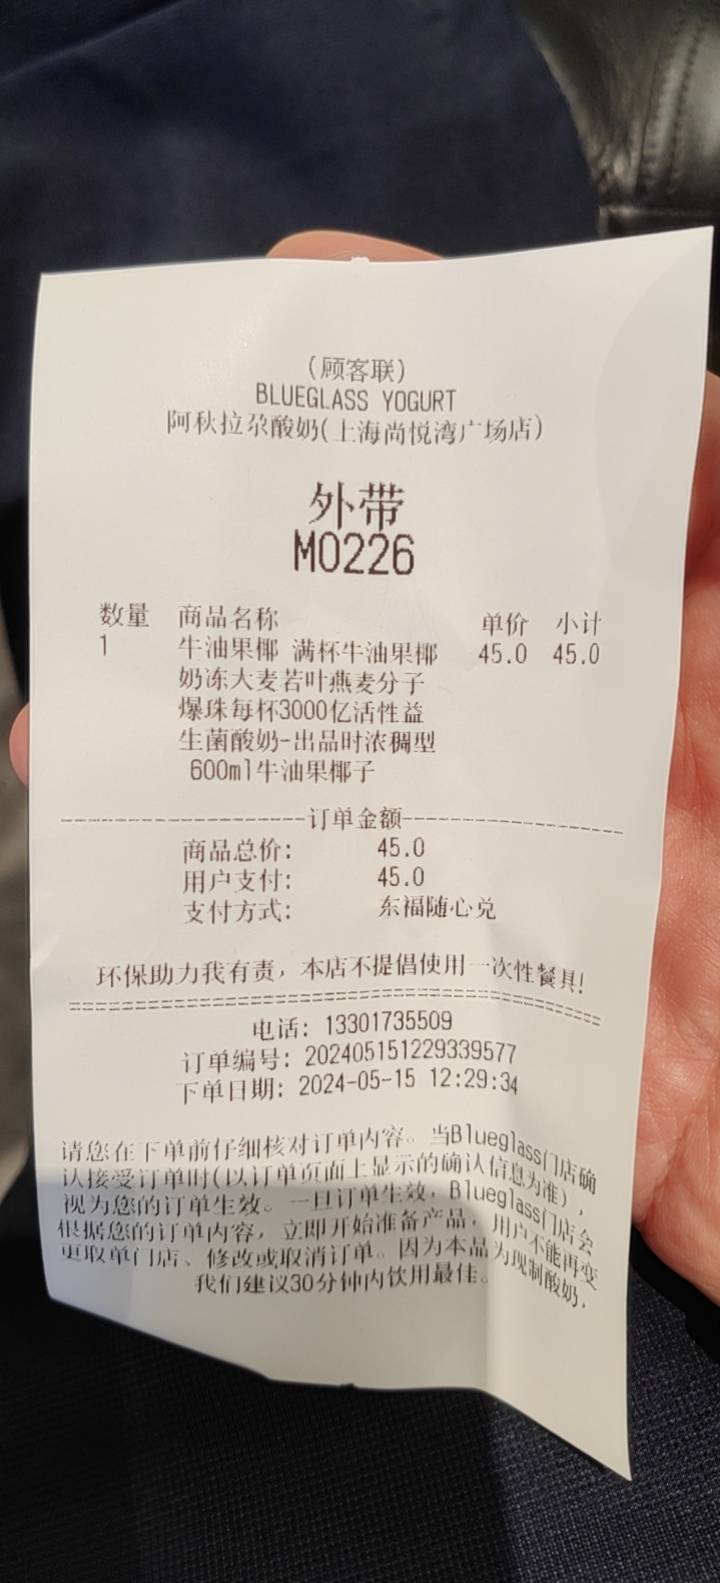 (顾客联)
BLUEGLASS YOGURT
阿秋拉尕酸奶(上海尚悦湾广场店)
外带
M0226
数量 商品名称 单价 小计
1 牛油果椰 满杯牛油果椰 45.0 45.0
奶冻大麦若叶燕麦分子
爆珠每杯3000亿活性益
生菌酸奶-出品时浓稠型
600ml牛油果椰子
------------------订单金额------------------
商品总价: 45.0
用户支付: 45.0
支付方式: 东福随心兑
环保助力我有责，本店不提倡使用一次性餐具!
================================================
电话: 13301735509
订单编号: 202405151229339577
下单日期: 2024-05-15 12:29:34
请您在下单前仔细核对订单内容。当Blueglass门店确
认接受订单时(以订单页面上显示的确认信息为准)，
视为您的订单生效。一旦订单生效，Blueglass门店会
根据您的订单内容，立即开始准备产品，用户不能再变
更取单门店、修改或取消订单。因为本品为现制酸奶，
我们建议30分钟内饮用最佳。